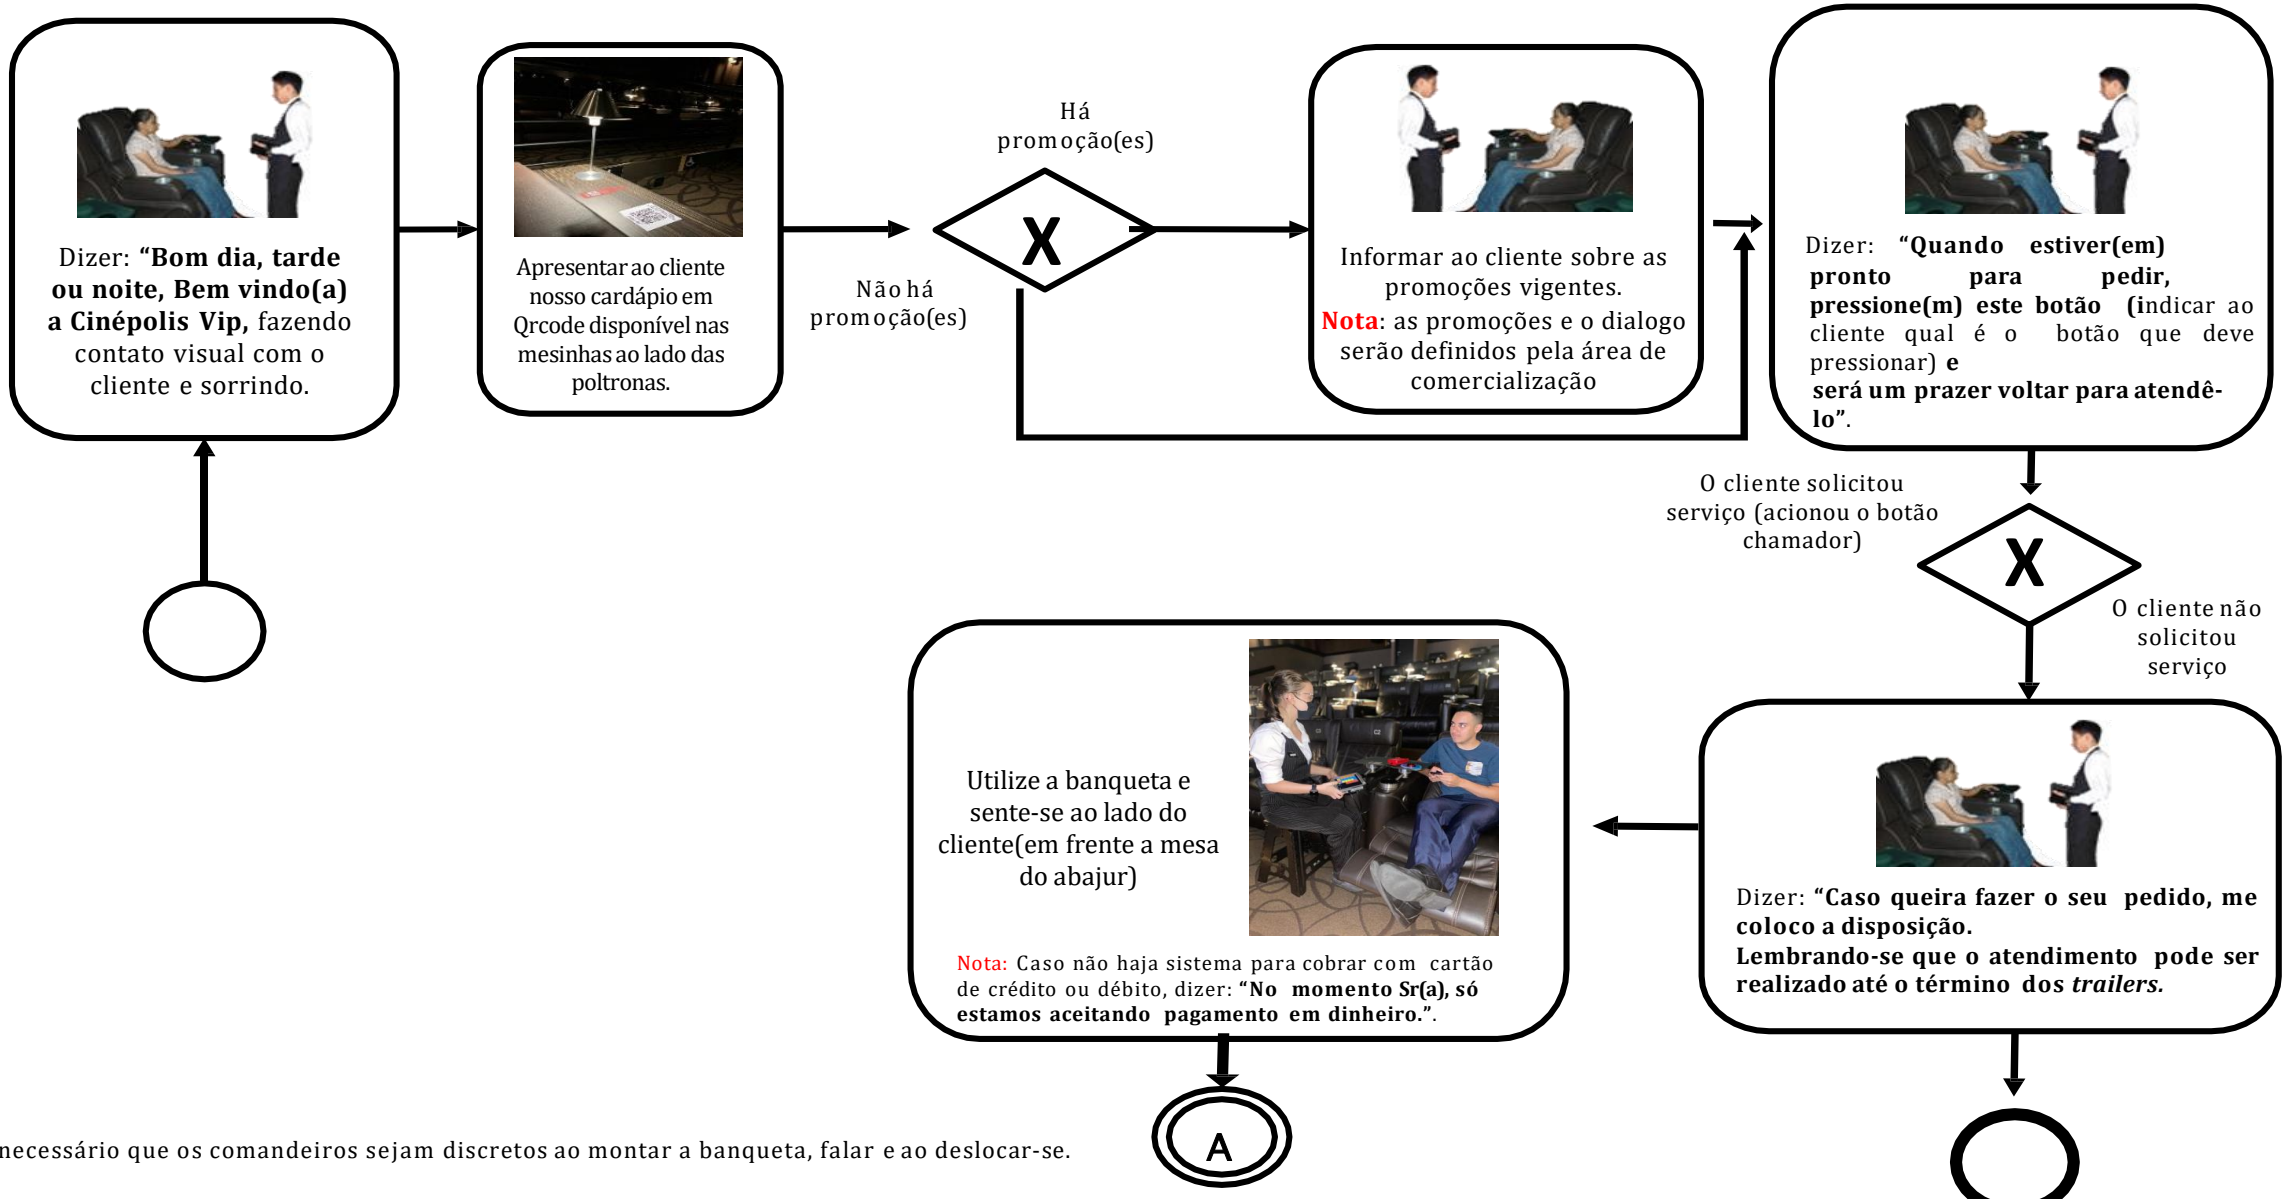 Dizer: “Bom dia, tarde
ou noite, Bem vindo(a)
a Cinépolis Vip, fazendo
contato visual com o
cliente e sorrindo.
Apresentar ao cliente
nosso cardápio em
Qrcode disponível nas
mesinhas ao lado das
poltronas.
Há
promoção(es)
X
Não há
promoção(es)
Informar ao cliente sobre as
promoções vigentes.
Nota: as promoções e o dialogo
serão definidos pela área de
comercialização
Dizer: “Quando estiver(em)
pronto para pedir,
pressione(m) este botão (indicar ao
cliente qual é o botão que deve
pressionar) e
será um prazer voltar para atendê-
lo”.
O cliente solicitou
serviço (acionou o botão
chamador)
X
O cliente não
solicitou
serviço
Utilize a banqueta e
sente-se ao lado do
cliente(em frente a mesa
do abajur)
Nota: Caso não haja sistema para cobrar com cartão
de crédito ou débito, dizer: “No momento Sr(a), só
estamos aceitando pagamento em dinheiro.”.
Dizer: “Caso queira fazer o seu pedido, me
coloco a disposição.
Lembrando-se que o atendimento pode ser
realizado até o término dos trailers.
A
necessário que os comandeiros sejam discretos ao montar a banqueta, falar e ao deslocar-se.